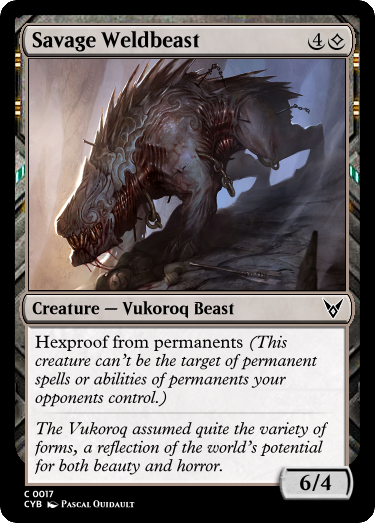 Savage Weldbeast 4
Creature — Vukoroq Beast
Hexproof from permanents (This
creature can't be the target of permanent
spells or abilities of permanents your
opponents control.)
The Vukoroq assumed quite the variety of
forms, a reflection of the world's potential
for both beauty and horror.
6/4
C 0017
CYB Pascal Quidault